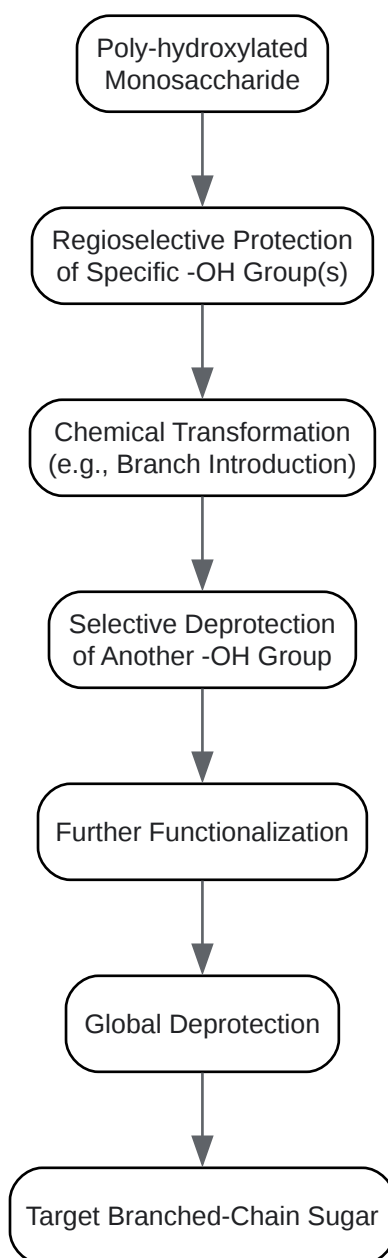 Poly-hydroxylated
Monosaccharide
Regioselective Protection
of Specific -OH Group(s)
Chemical Transformation
(e.g., Branch Introduction)
Selective Deprotection
of Another -OH Group
Further Functionalization
Global Deprotection
Target Branched-Chain Sugar